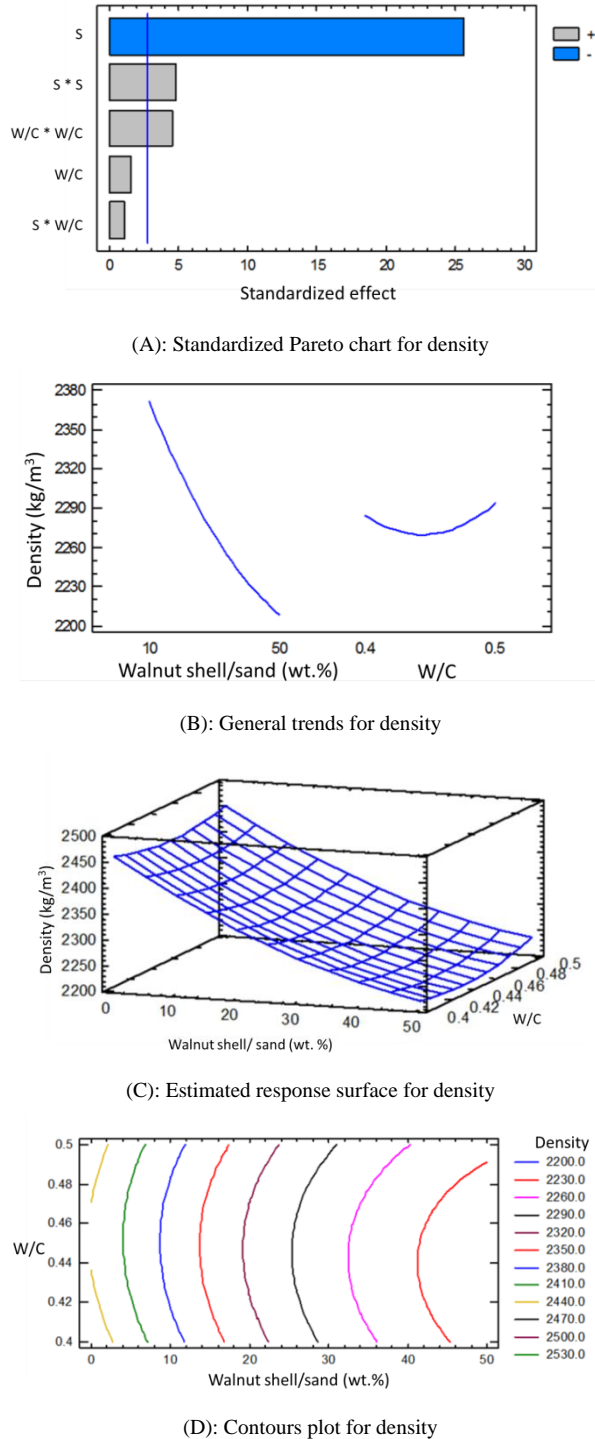 S
S * S
W/C * W/C
W/C
S * W/C
+
-
0 5 10 15 20 25 30
Standardized effect
(A): Standardized Pareto chart for density
Density (kg/m³)
2380
2350
2320
2290
2260
2230
2200
10 50 0.4 0.5
Walnut shell/sand (wt.%) W/C
(B): General trends for density
Density (kg/m³)
2500
2450
2400
2350
2300
2250
2200
0 10 20 30 40 50
Walnut shell/ sand (wt. %)
0.4 0.42 0.44 0.46 0.48 0.5
W/C
(C): Estimated response surface for density
W/C
0.5
0.48
0.46
0.44
0.42
0.4
0 10 20 30 40 50
Walnut shell/sand (wt.%)
Density
2200.0
2230.0
2260.0
2290.0
2320.0
2350.0
2380.0
2410.0
2440.0
2470.0
2500.0
2530.0
(D): Contours plot for density